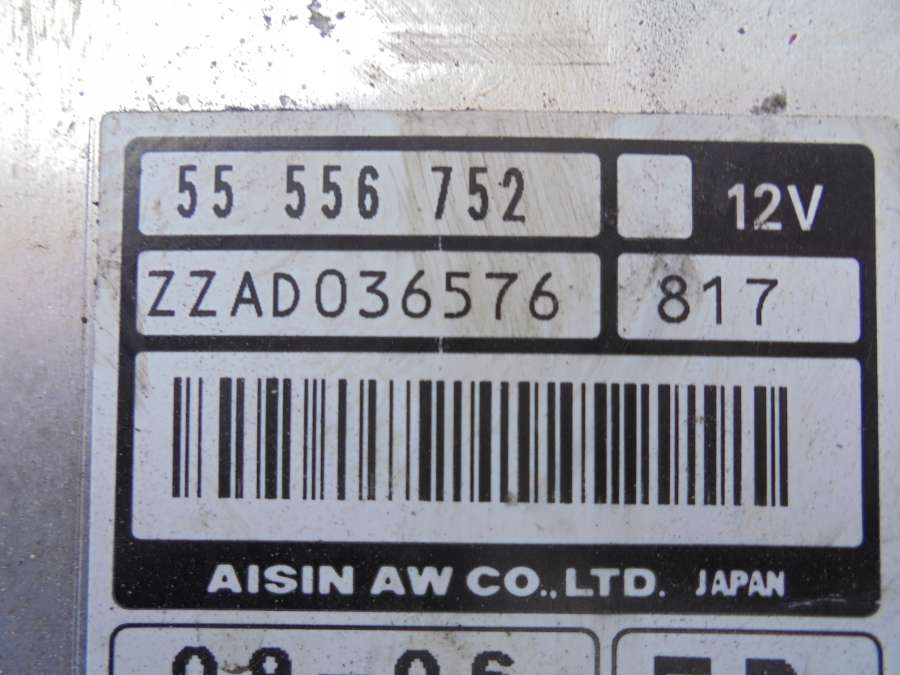 55 556 752 12V
ZZAD036576 817
AISIN AW CO.,LTD. JAPAN